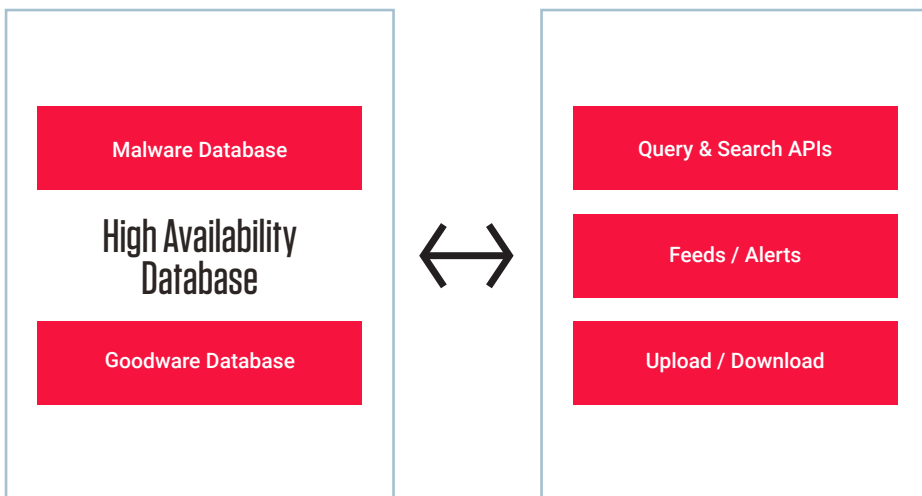 Malware Database
High Availability
Database
Goodware Database
Query & Search APIs
Feeds / Alerts
Upload / Download